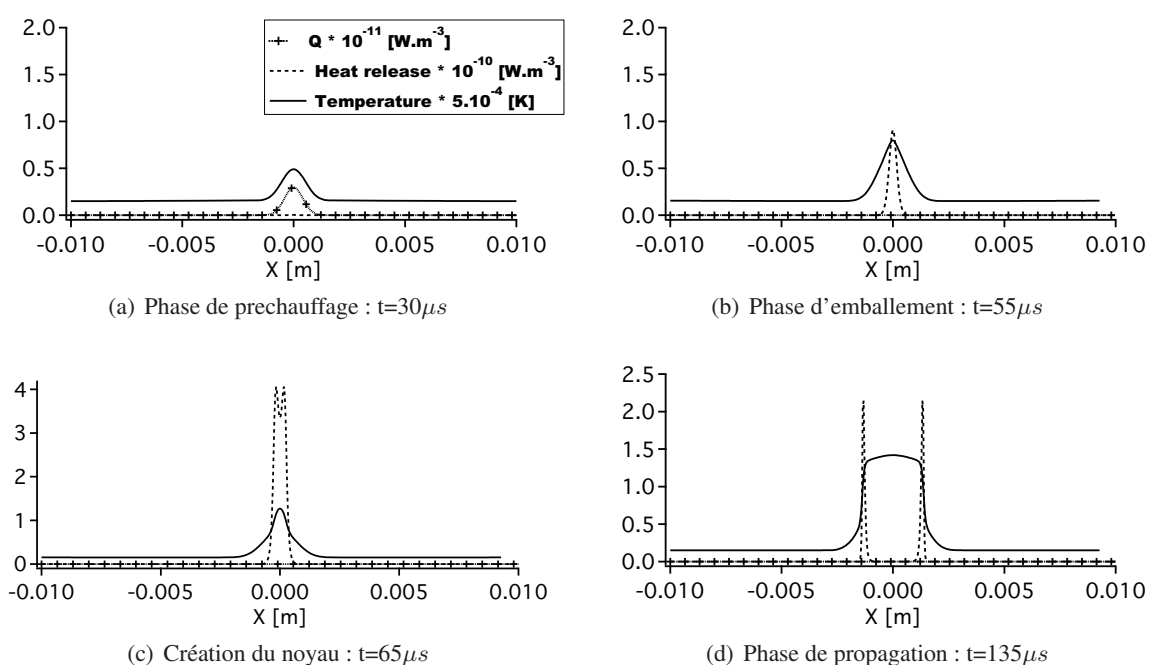 2.0
1.5
1.0
0.5
0.0
-0.010 -0.005 0.000 0.005 0.010
X [m]
Q * 10⁻¹¹ [W.m⁻³]
Heat release * 10⁻¹⁰ [W.m⁻³]
Temperature * 5.10⁻⁴ [K]
(a) Phase de prechauffage : t=30μs
2.0
1.5
1.0
0.5
0.0
-0.010 -0.005 0.000 0.005 0.010
X [m]
(b) Phase d'emballement : t=55μs
4
3
2
1
0
-0.010 -0.005 0.000 0.005 0.010
X [m]
(c) Création du noyau : t=65μs
2.5
2.0
1.5
1.0
0.5
0.0
-0.010 -0.005 0.000 0.005 0.010
X [m]
(d) Phase de propagation : t=135μs